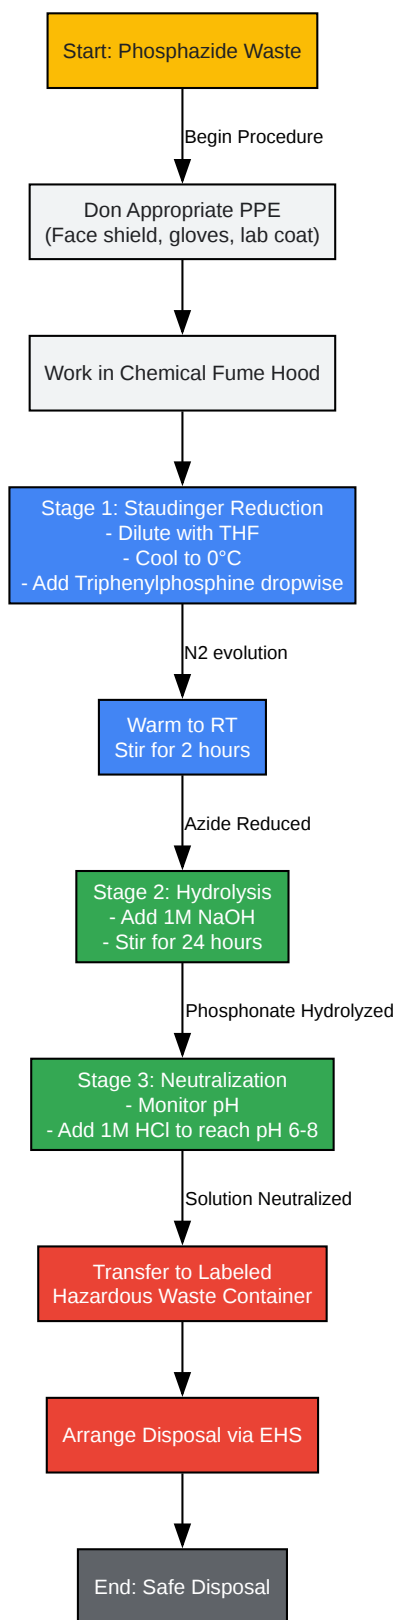 Start: Phosphazide Waste
Begin Procedure
Don Appropriate PPE
(Face shield, gloves, lab coat)
Work in Chemical Fume Hood
Stage 1: Staudinger Reduction
- Dilute with THF
- Cool to 0°C
- Add Triphenylphosphine dropwise
N2 evolution
Warm to RT
Stir for 2 hours
Azide Reduced
Stage 2: Hydrolysis
- Add 1M NaOH
- Stir for 24 hours
Phosphonate Hydrolyzed
Stage 3: Neutralization
- Monitor pH
- Add 1M HCl to reach pH 6-8
Solution Neutralized
Transfer to Labeled
Hazardous Waste Container
Arrange Disposal via EHS
End: Safe Disposal